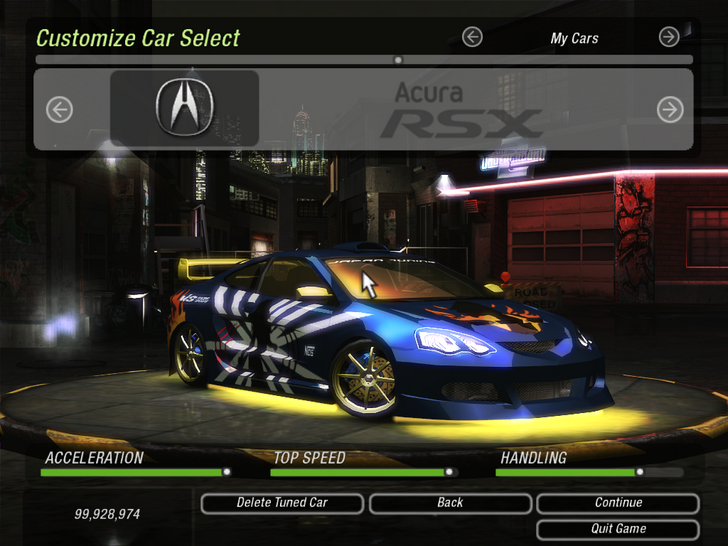 Customize Car Select
My Cars
Acura
RSX
ACCELERATION
TOP SPEED
HANDLING
99,928,974
Delete Tuned Car
Back
Continue
Quit Game